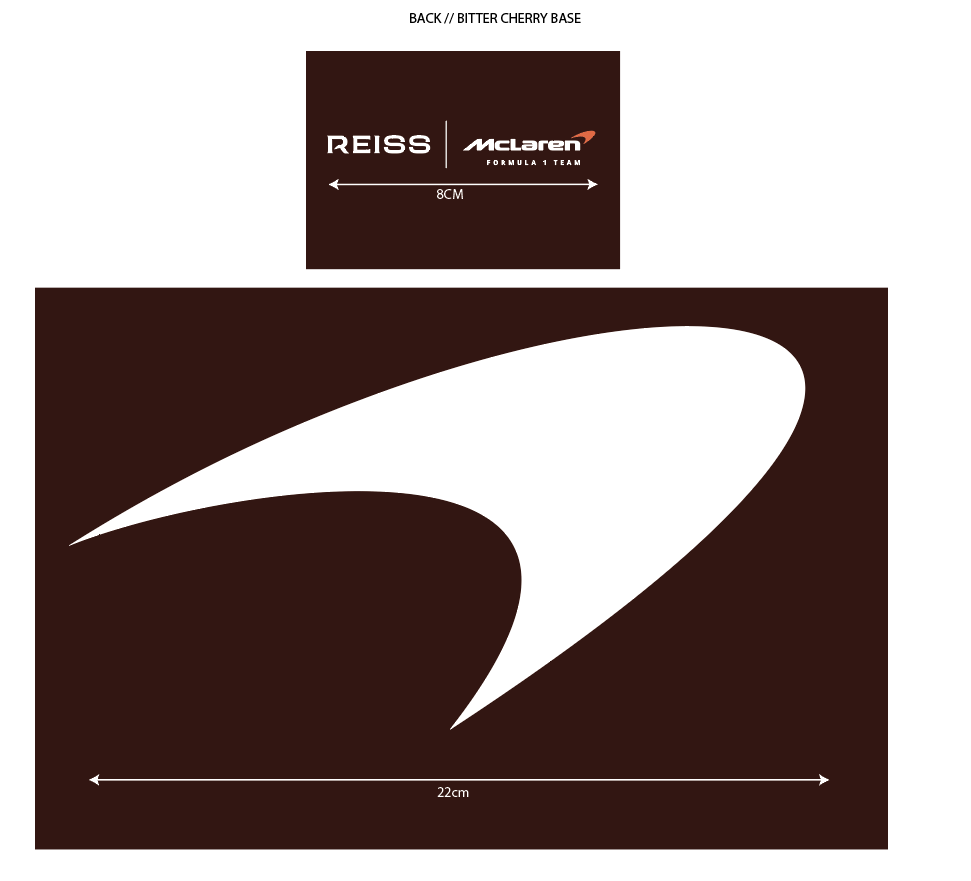 BACK // BITTER CHERRY BASE
REISS
McLaren
FORMULA 1 TEAM
8CM
22cm